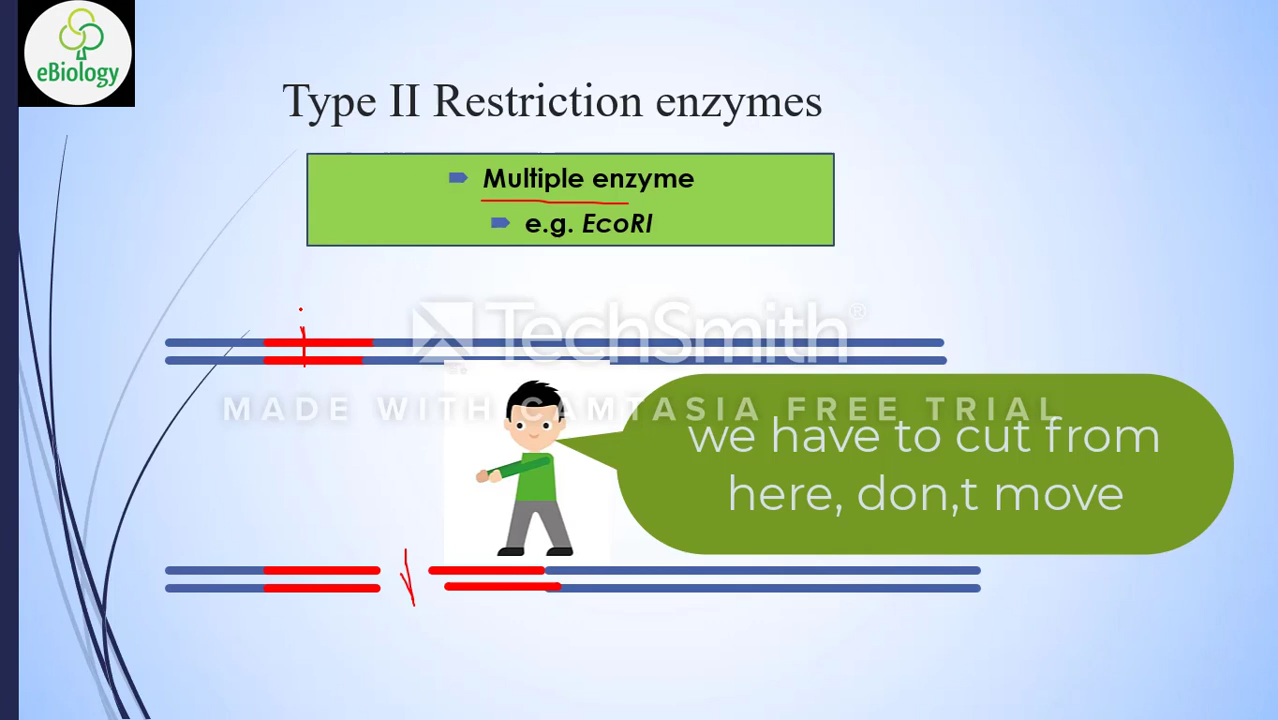 eBiology
Type II Restriction enzymes
Multiple enzyme
e.g. EcoRI
TechSmith®
MADE WITH CAMTASIA FREE TRIAL
we have to cut from
here, don,t move